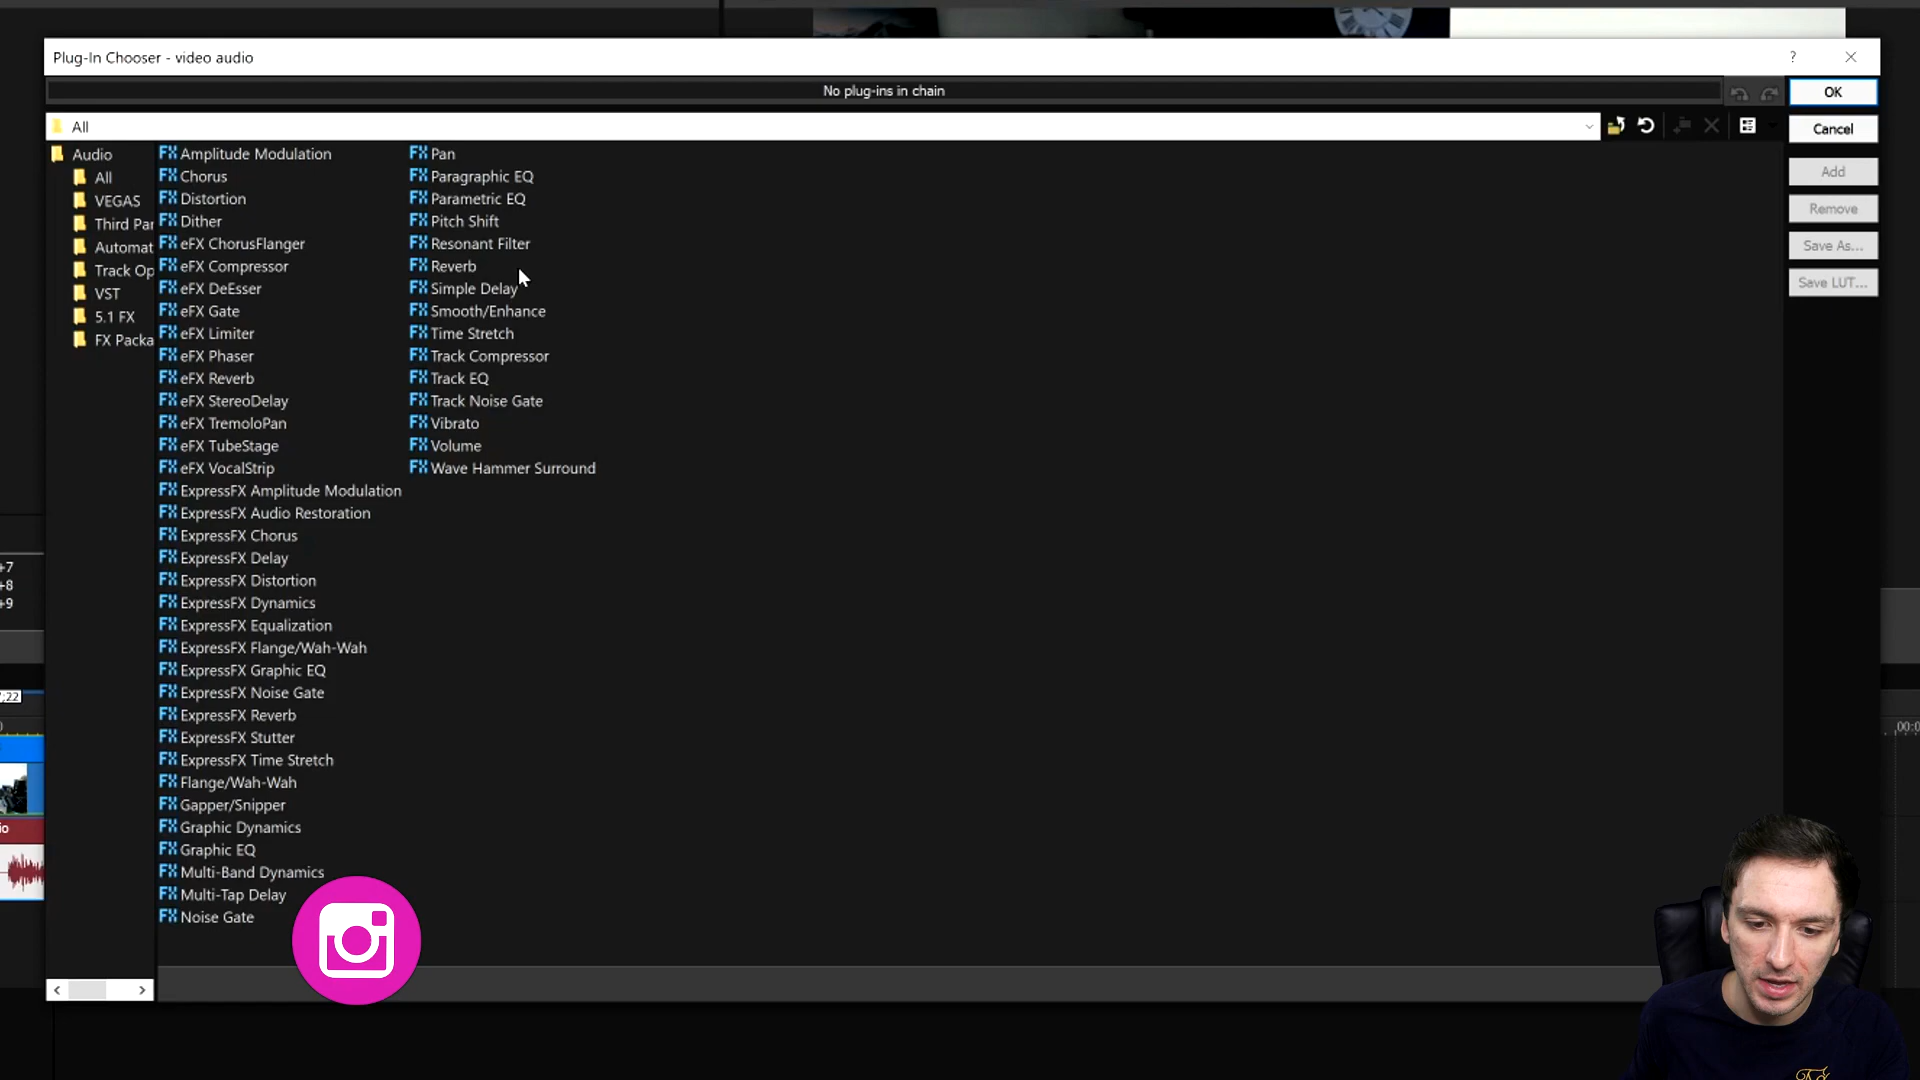 Plug-In Chooser - video audio
?
No plug-ins in chain
OK
All
Cancel
Audio
All
VEGAS
Third Par
Automat
Track Op
VST
5.1 FX
FX Packa
FX Amplitude Modulation
FX Chorus
FX Distortion
FX Dither
FX eFX ChorusFlanger
FX eFX Compressor
FX eFX DeEsser
FX eFX Gate
FX eFX Limiter
FX eFX Phaser
FX eFX Reverb
FX eFX StereoDelay
FX eFX TremoloPan
FX eFX TubeStage
FX eFX VocalStrip
FX ExpressFX Amplitude Modulation
FX ExpressFX Audio Restoration
FX ExpressFX Chorus
FX ExpressFX Delay
FX ExpressFX Distortion
FX ExpressFX Dynamics
FX ExpressFX Equalization
FX ExpressFX Flange/Wah-Wah
FX ExpressFX Graphic EQ
FX ExpressFX Noise Gate
FX ExpressFX Reverb
FX ExpressFX Stutter
FX ExpressFX Time Stretch
FX Flange/Wah-Wah
FX Gapper/Snipper
FX Graphic Dynamics
FX Graphic EQ
FX Multi-Band Dynamics
FX Multi-Tap Delay
FX Noise Gate
FX Pan
FX Paragraphic EQ
FX Parametric EQ
FX Pitch Shift
FX Resonant Filter
FX Reverb
FX Simple Delay
FX Smooth/Enhance
FX Time Stretch
FX Track Compressor
FX Track EQ
FX Track Noise Gate
FX Vibrato
FX Volume
FX Wave Hammer Surround
Add
Remove
Save As...
Save LUT...
+7
+8
+9
;22
io
00:0